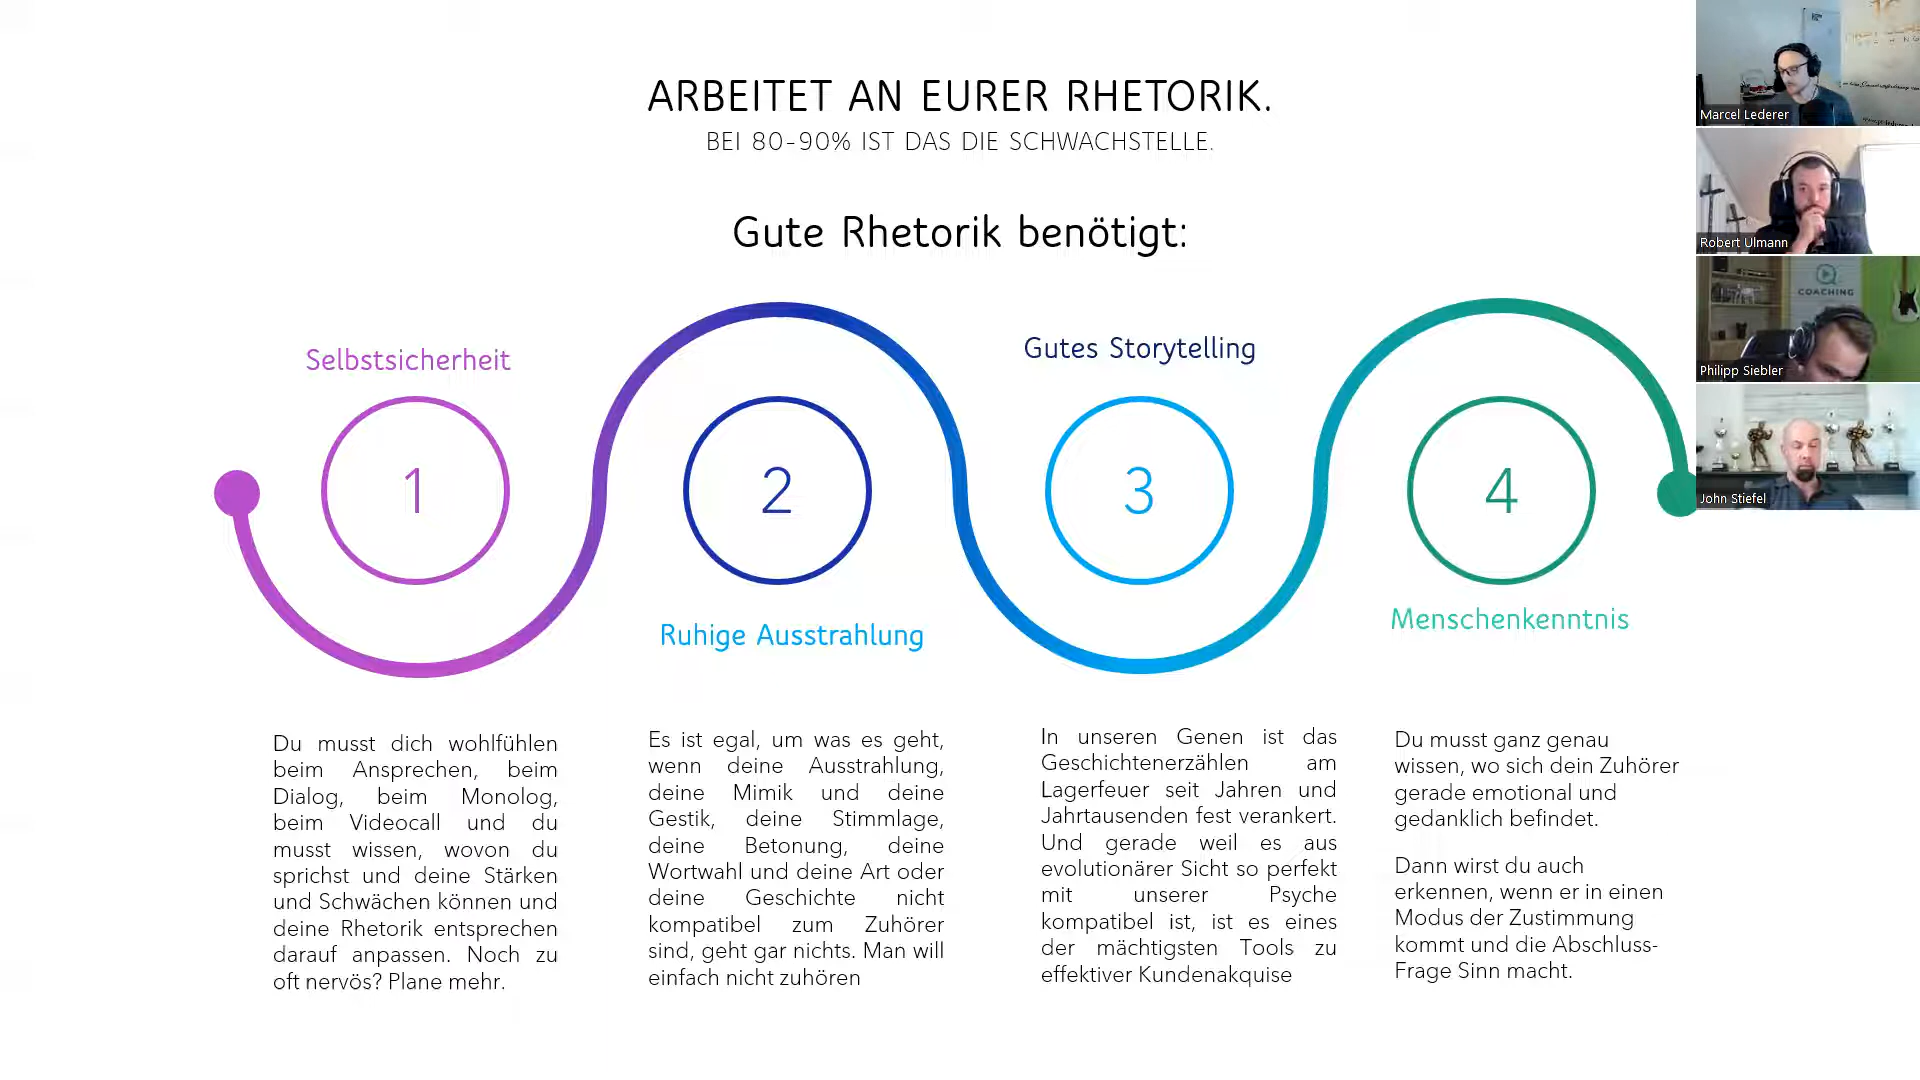 ARBEITET AN EURER RHETORIK.
BEI 80-90% IST DAS DIE SCHWACHSTELLE.
Gute Rhetorik benötigt:
Selbstsicherheit
1
Du musst dich wohlfühlen
beim Ansprechen, beim
Dialog, beim Monolog,
beim Videocall und du
musst wissen, wovon du
sprichst und deine Stärken
und Schwächen können und
deine Rhetorik entsprechen
darauf anpassen. Noch zu
oft nervös? Plane mehr.
2
Ruhige Ausstrahlung
Es ist egal, um was es geht,
wenn deine Ausstrahlung,
deine Mimik und deine
Gestik, deine Stimmlage,
deine Betonung, deine
Wortwahl und deine Art oder
deine Geschichte nicht
kompatibel zum Zuhörer
sind, geht gar nichts. Man will
einfach nicht zuhören
Gutes Storytelling
3
In unseren Genen ist das
Geschichtenerzählen am
Lagerfeuer seit Jahren und
Jahrtausenden fest verankert.
Und gerade weil es aus
evolutionärer Sicht so perfekt
mit unserer Psyche
kompatibel ist, ist es eines
der mächtigsten Tools zu
effektiver Kundenakquise
4
Menschenkenntnis
Du musst ganz genau
wissen, wo sich dein Zuhörer
gerade emotional und
gedanklich befindet.
Dann wirst du auch
erkennen, wenn er in einen
Modus der Zustimmung
kommt und die Abschluss-
Frage Sinn macht.
Marcel Lederer
Robert Ulmann
COACHING
Philipp Siebler
John Stiefel